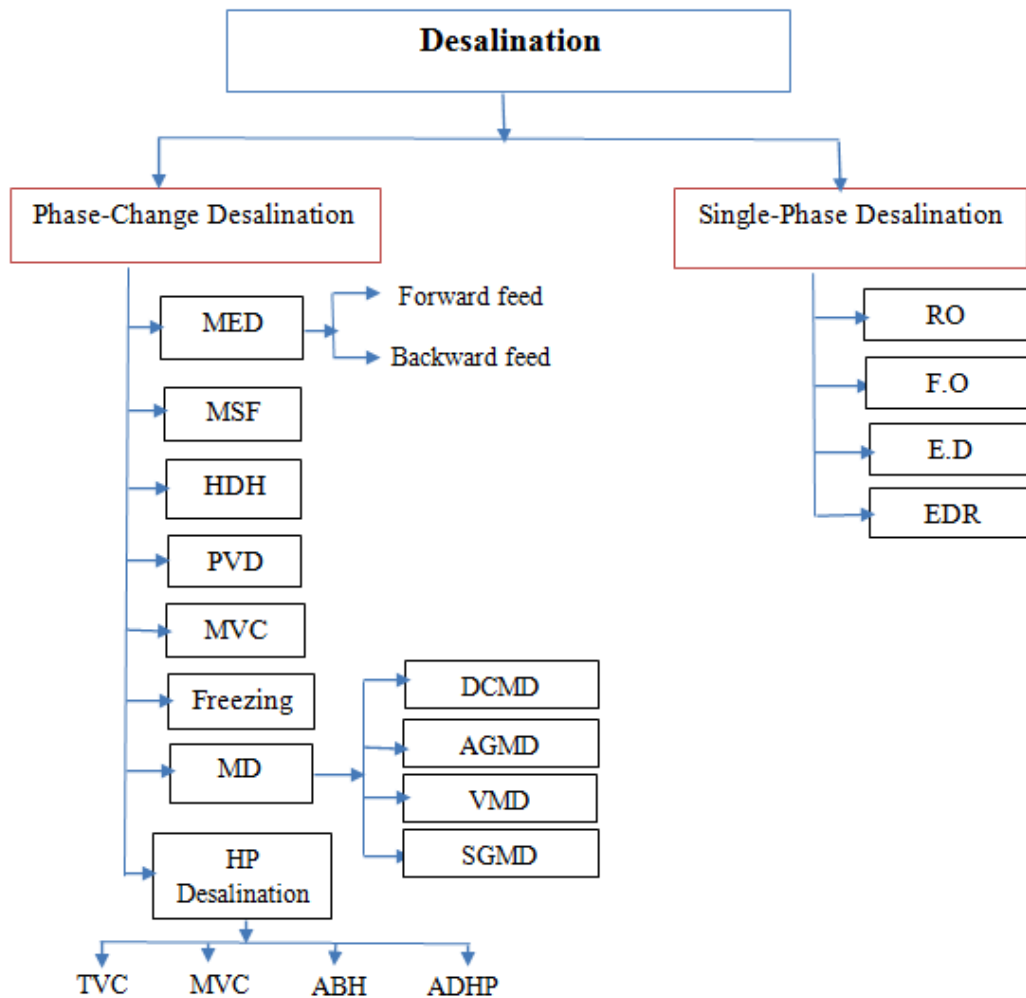 Desalination
Phase-Change Desalination
Single-Phase Desalination
MED
Forward feed
Backward feed
MSF
HDH
PVD
MVC
Freezing
MD
DCMD
AGMD
VMD
SGMD
HP
Desalination
TVC
MVC
ABH
ADHP
RO
F.O
E.D
EDR